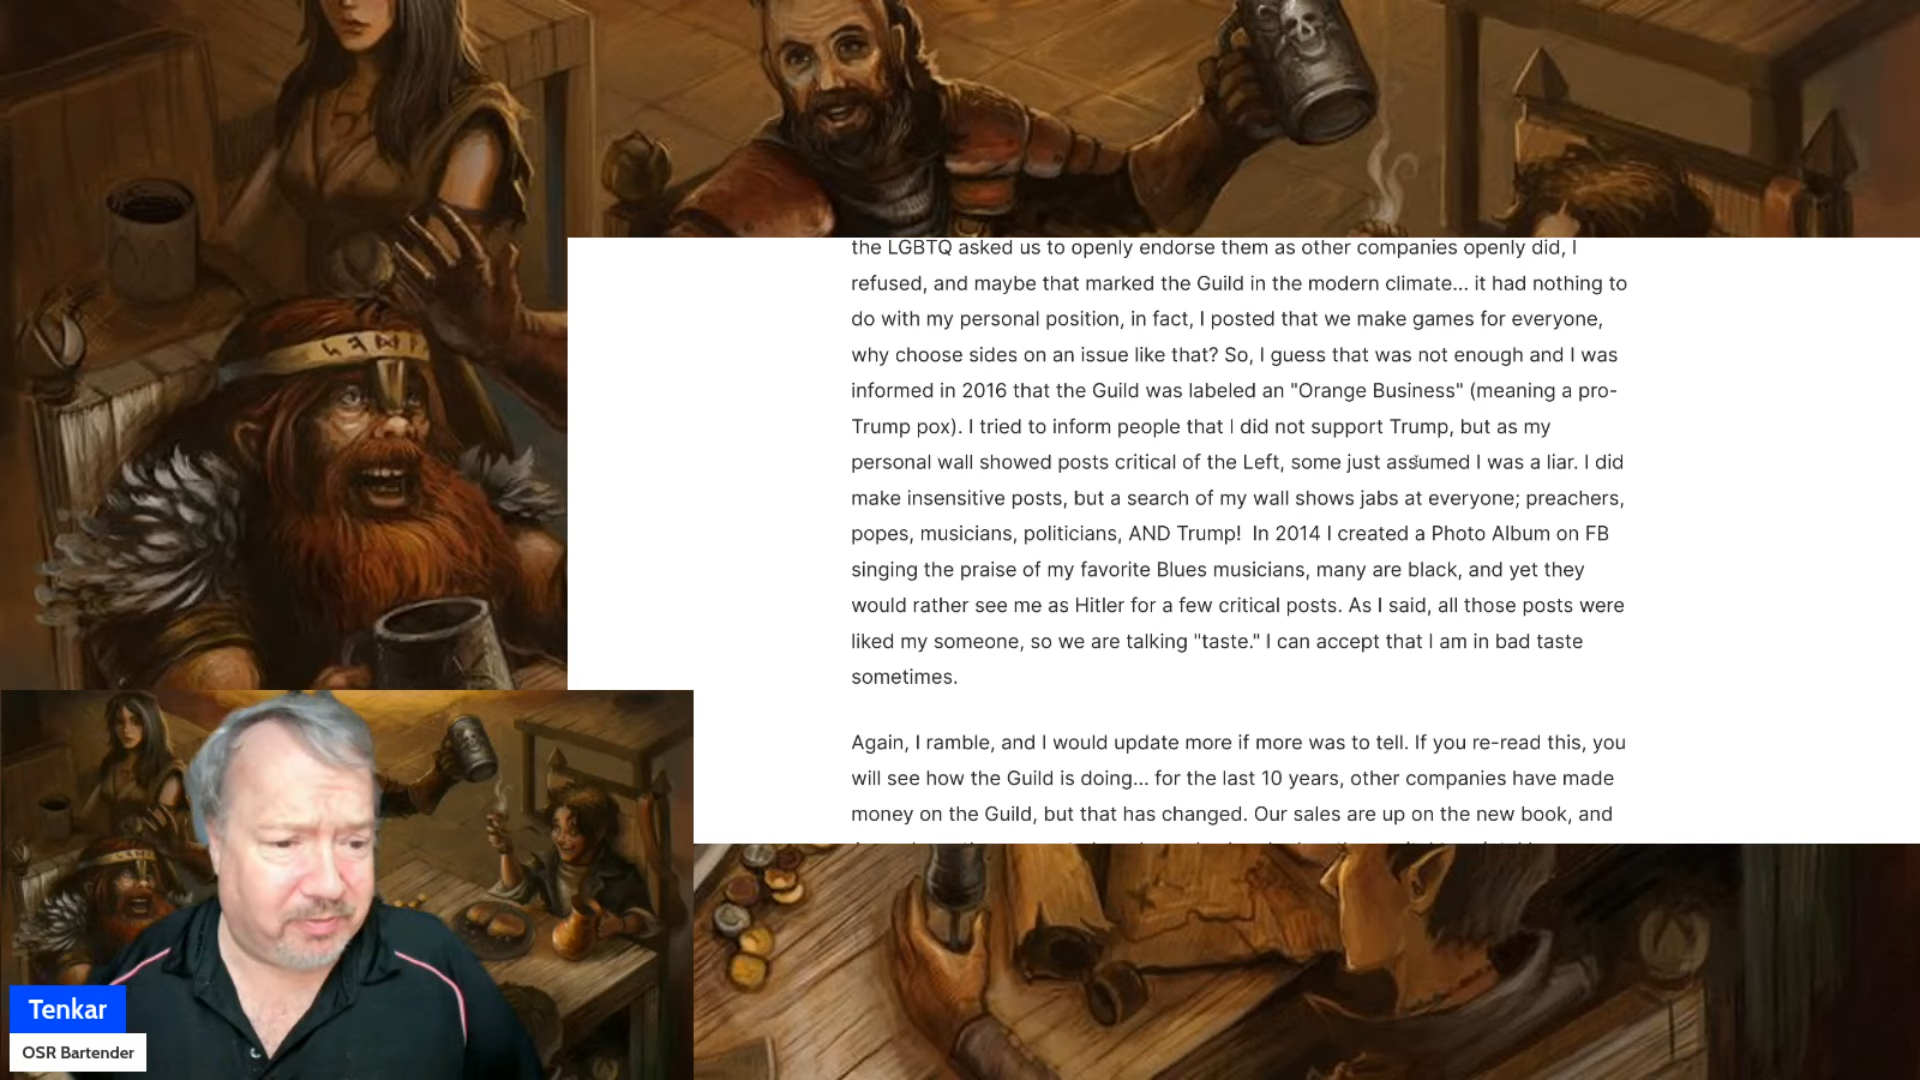 the LGBTQ asked us to openly endorse them as other companies openly did, I
refused, and maybe that marked the Guild in the modern climate... it had nothing to
do with my personal position, in fact, I posted that we make games for everyone,
why choose sides on an issue like that? So, I guess that was not enough and I was
informed in 2016 that the Guild was labeled an "Orange Business" (meaning a pro-
Trump pox). I tried to inform people that I did not support Trump, but as my
personal wall showed posts critical of the Left, some just assumed I was a liar. I did
make insensitive posts, but a search of my wall shows jabs at everyone; preachers,
popes, musicians, politicians, AND Trump!  In 2014 I created a Photo Album on FB
singing the praise of my favorite Blues musicians, many are black, and yet they
would rather see me as Hitler for a few critical posts. As I said, all those posts were
liked my someone, so we are talking "taste." I can accept that I am in bad taste
sometimes.
Again, I ramble, and I would update more if more was to tell. If you re-read this, you
will see how the Guild is doing... for the last 10 years, other companies have made
money on the Guild, but that has changed. Our sales are up on the new book, and
Tenkar
OSR Bartender